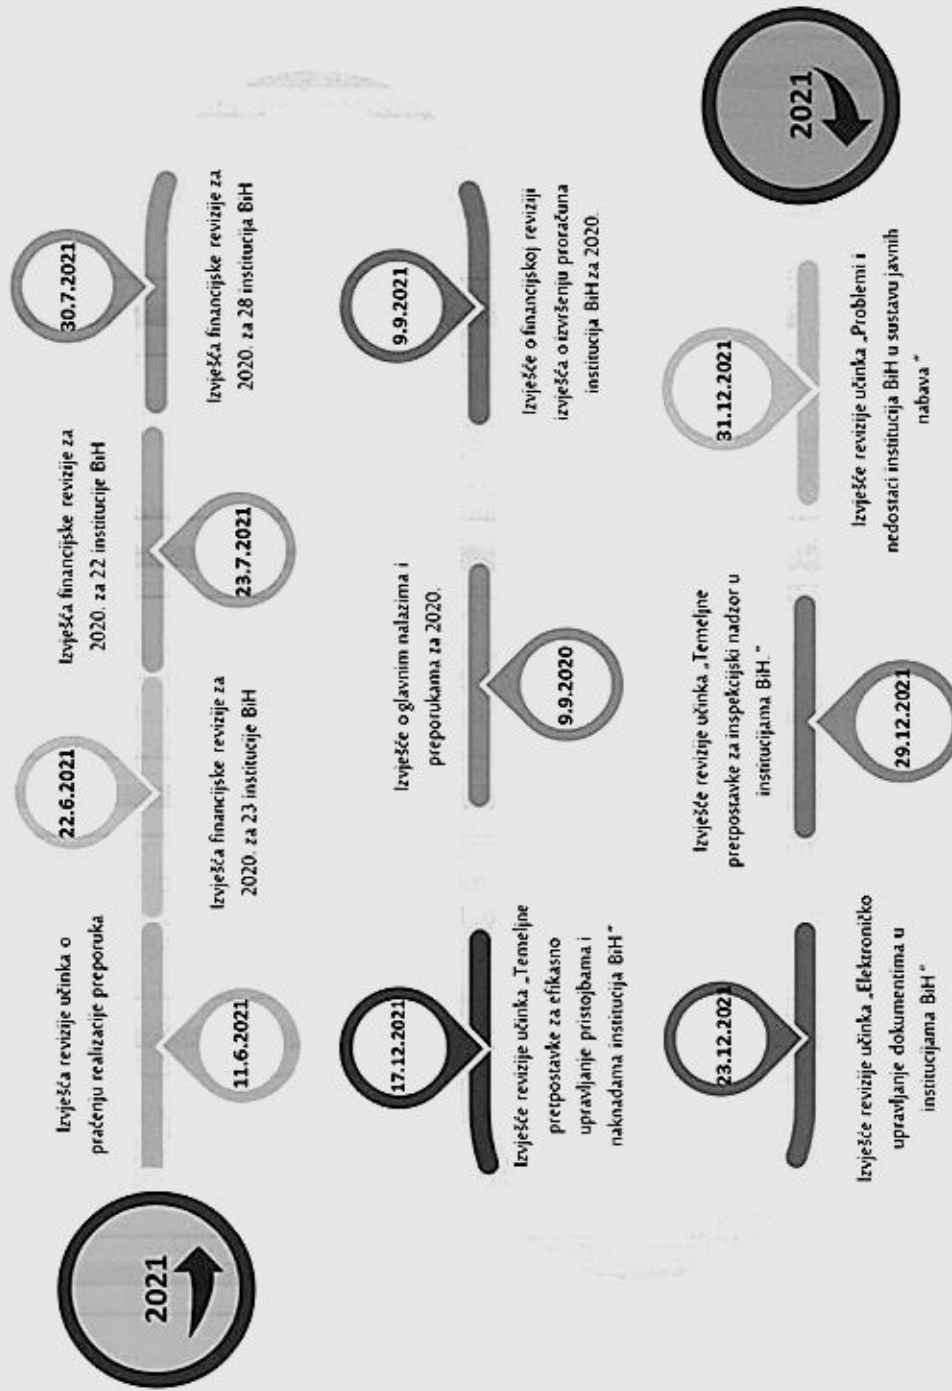 2021
Izvješća revizije učinka o
praćenju realizacije preporuka
11.6.2021
22.6.2021
Izvješća financijske revizije za
2020. za 23 institucije BiH
Izvješća financijske revizije za
2020. za 22 institucije BiH
23.7.2021
30.7.2021
Izvješća financijske revizije za
2020. za 28 institucija BiH
9.9.2021
Izvješće o financijskoj reviziji
izvješća o izvršenju proračuna
institucija BiH za 2020.
Izvješće o glavnim nalazima i
preporukama za 2020.
9.9.2020
17.12.2021
Izvješće revizije učinka „Temeljne
pretpostavke za efikasno
upravljanje pristojbama i
naknadama institucija BiH“
23.12.2021
Izvješće revizije učinka „Elektroničko
upravljanje dokumentima u
institucijama BiH“
Izvješće revizije učinka „Temeljne
pretpostavke za inspekcijski nadzor u
institucijama BiH.“
29.12.2021
31.12.2021
Izvješće revizije učinka „Problemi i
nedostaci institucija BiH u sustavu javnih
nabava“
2021